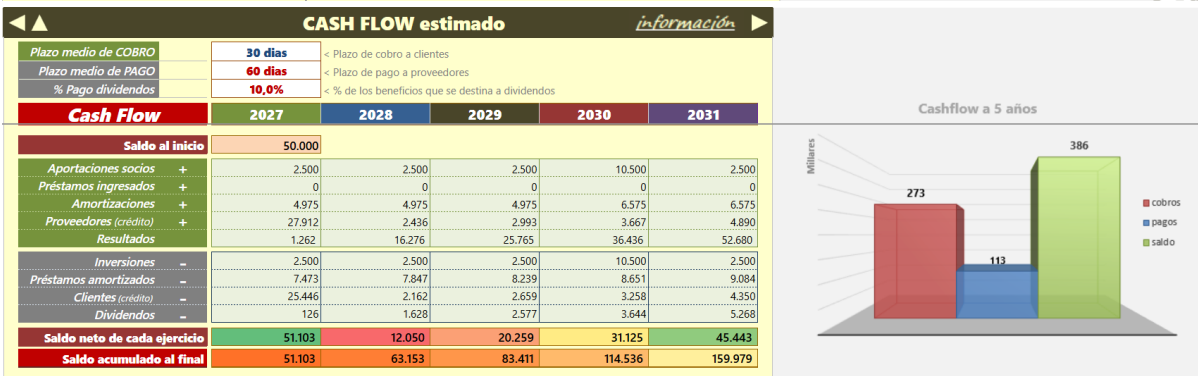 CASH FLOW estimado información
Plazo medio de COBRO 30 dias < Plazo de cobro a clientes
Plazo medio de PAGO 60 dias < Plazo de pago a proveedores
% Pago dividendos 10,0% < % de los beneficios que se destina a dividendos
Cash Flow 2027 2028 2029 2030 2031
Saldo al inicio 50.000
Aportaciones socios + 2.500 2.500 2.500 10.500 2.500
Préstamos ingresados + 0 0 0 0 0
Amortizaciones + 4.975 4.975 4.975 6.575 6.575
Proveedores (crédito) + 27.912 2.436 2.993 3.667 4.890
Resultados 1.262 16.276 25.765 36.436 52.680
Inversiones - 2.500 2.500 2.500 10.500 2.500
Préstamos amortizados - 7.473 7.847 8.239 8.651 9.084
Clientes (crédito) - 25.446 2.162 2.659 3.258 4.350
Dividendos - 126 1.628 2.577 3.644 5.268
Saldo neto de cada ejercicio 51.103 12.050 20.259 31.125 45.443
Saldo acumulado al final 51.103 63.153 83.411 114.536 159.979
Cashflow a 5 años
Millares
273
113
386
cobros
pagos
saldo